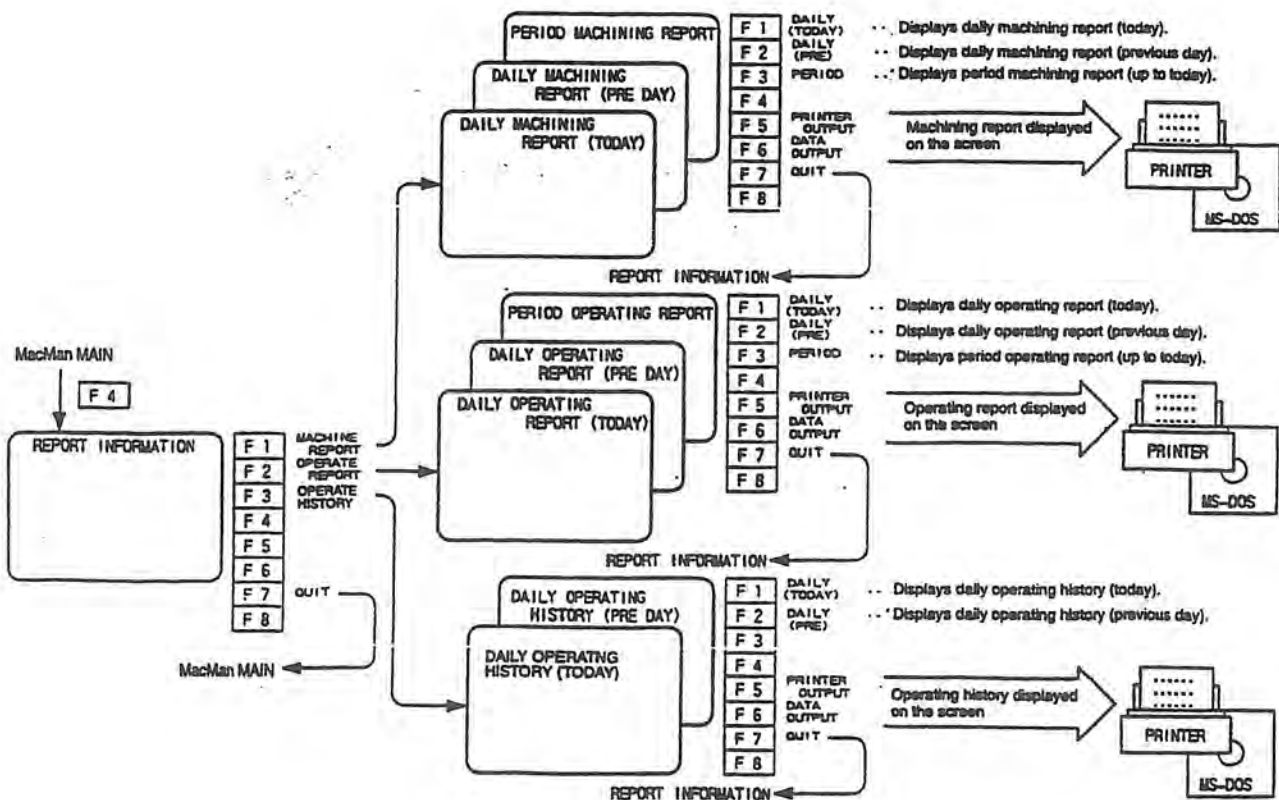 PERIOD MACHINING REPORT
DAILY MACHINING
REPORT (PRE DAY)
DAILY MACHINING
REPORT (TODAY)
F 1
F 2
F 3
F 4
F 5
F 6
F 7
F 8
DAILY
(TODAY)
DAILY
(PRE)
PERIOD
PRINTER
OUTPUT
DATA
OUTPUT
QUIT
·· Displays daily machining report (today).
·· Displays daily machining report (previous day).
·· Displays period machining report (up to today).
Machining report displayed
on the screen
PRINTER
MS-DOS
REPORT INFORMATION
PERIOD OPERATING REPORT
DAILY OPERATING
REPORT (PRE DAY)
DAILY OPERATING
REPORT (TODAY)
F 1
F 2
F 3
F 4
F 5
F 6
F 7
F 8
DAILY
(TODAY)
DAILY
(PRE)
PERIOD
PRINTER
OUTPUT
DATA
OUTPUT
QUIT
·· Displays daily operating report (today).
·· Displays daily operating report (previous day).
·· Displays period operating report (up to today).
Operating report displayed
on the screen
PRINTER
MS-DOS
REPORT INFORMATION
MacMan MAIN
F 4
REPORT INFORMATION
F 1
F 2
F 3
F 4
F 5
F 6
F 7
F 8
MACHINE
REPORT
OPERATE
REPORT
OPERATE
HISTORY
QUIT
MacMan MAIN
DAILY OPERATING
HISTORY (PRE DAY)
DAILY OPERATNG
HISTORY (TODAY)
F 1
F 2
F 3
F 4
F 5
F 6
F 7
F 8
DAILY
(TODAY)
DAILY
(PRE)
PRINTER
OUTPUT
DATA
OUTPUT
QUIT
·· Displays daily operating history (today).
·· Displays daily operating history (previous day).
Operating history displayed
on the screen
PRINTER
MS-DOS
REPORT INFORMATION